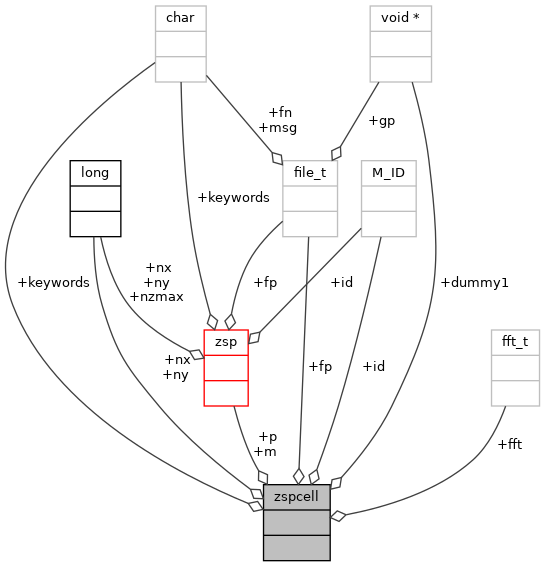 char
void *
+fn
+msg
+gp
long
file_t
M_ID
+keywords
+nx
+ny
+nzmax
+fp
+id
+keywords
+dummy1
zsp
fft_t
+nx
+ny
+fp
+id
+p
+m
+fft
zspcell